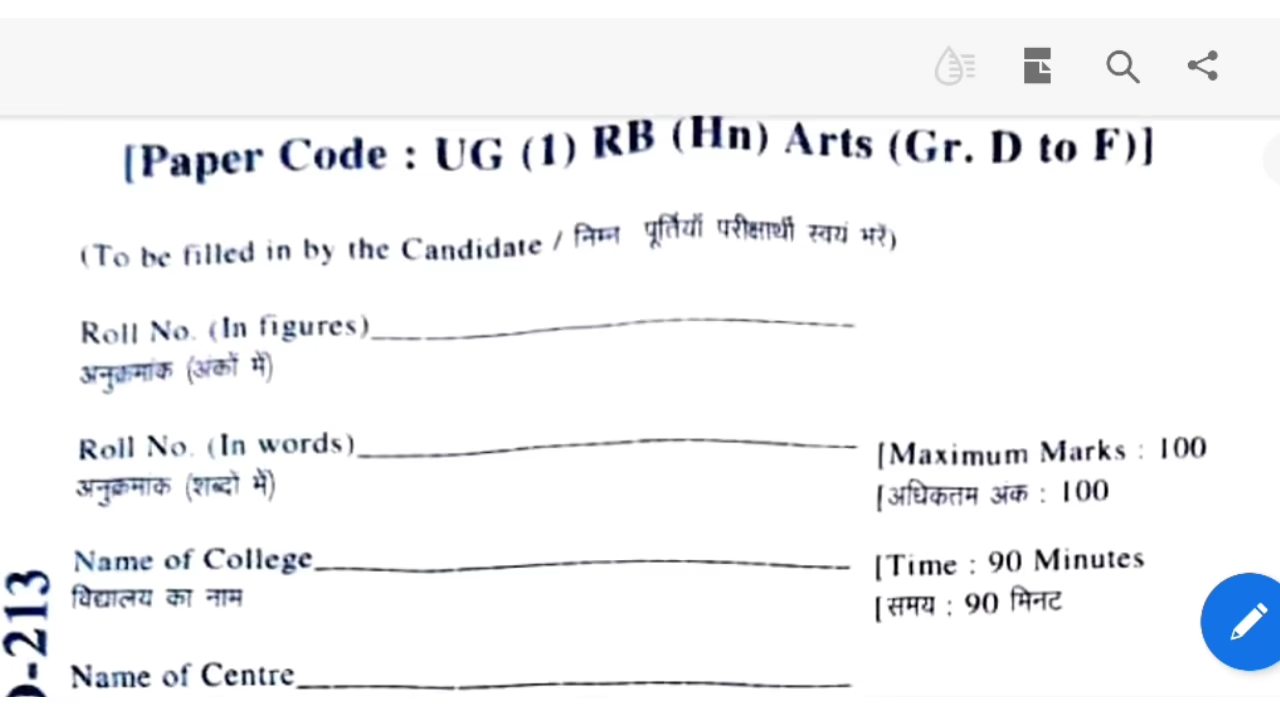 [Paper Code : UG (1) RB (Hn) Arts (Gr. D to F)]
(To be filled in by the Candidate / निम्न पूर्तियाँ परीक्षार्थी स्वयं भरें)
Roll No. (In figures)
अनुक्रमांक (अंकों में)
Roll No. (In words)
अनुक्रमांक (शब्दों में)
[Maximum Marks : 100
[अधिकतम अंक : 100
Name of College
विद्यालय का नाम
[Time : 90 Minutes
[समय : 90 मिनट
Name of Centre
-213